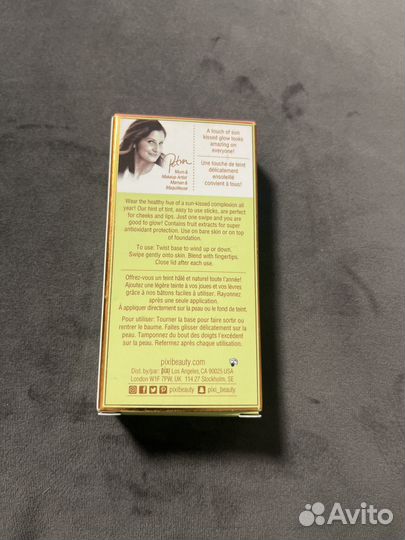 A touch of sun
kissed glow looks
amazing on
everyone!
Une touche de teint
délicatement
ensoleillé
convient à tous!
Petra
Mum &
Makeup Artist
Maman &
Maquilleuse
Wear the healthy hue of a sun-kissed complexion all
year! Our hint of tint, easy to use sticks, are perfect
for cheeks and lips. Just one swipe and you are
good to glow! Contains fruit extracts for super
antioxidant protection. Use on bare skin or on top
of foundation.
To use: Twist base to wind up or down.
Swipe gently onto skin. Blend with fingertips.
Close lid after each use.
Offrez-vous un teint hâlé et naturel toute l'année!
Ajoutez une légère teinte à vos joues et vos lèvres
grâce à nos bâtons faciles à utiliser. Rayonnez
après une seule application.
À appliquer directement sur la peau ou le fond de teint.
Pour utiliser: Tourner la base pour faire sortir ou
rentrer le baume. Faites glisser délicatement sur la
peau. Tamponnez du bout des doigts l'excédent
sur la peau. Refermez après chaque utilisation.
pixibeauty.com
Dist. by/par: Los Angeles, CA 90025 USA
London W1F 7PW, UK 114 27 Stockholm, SE
pixibeauty pixi_beauty
Avito